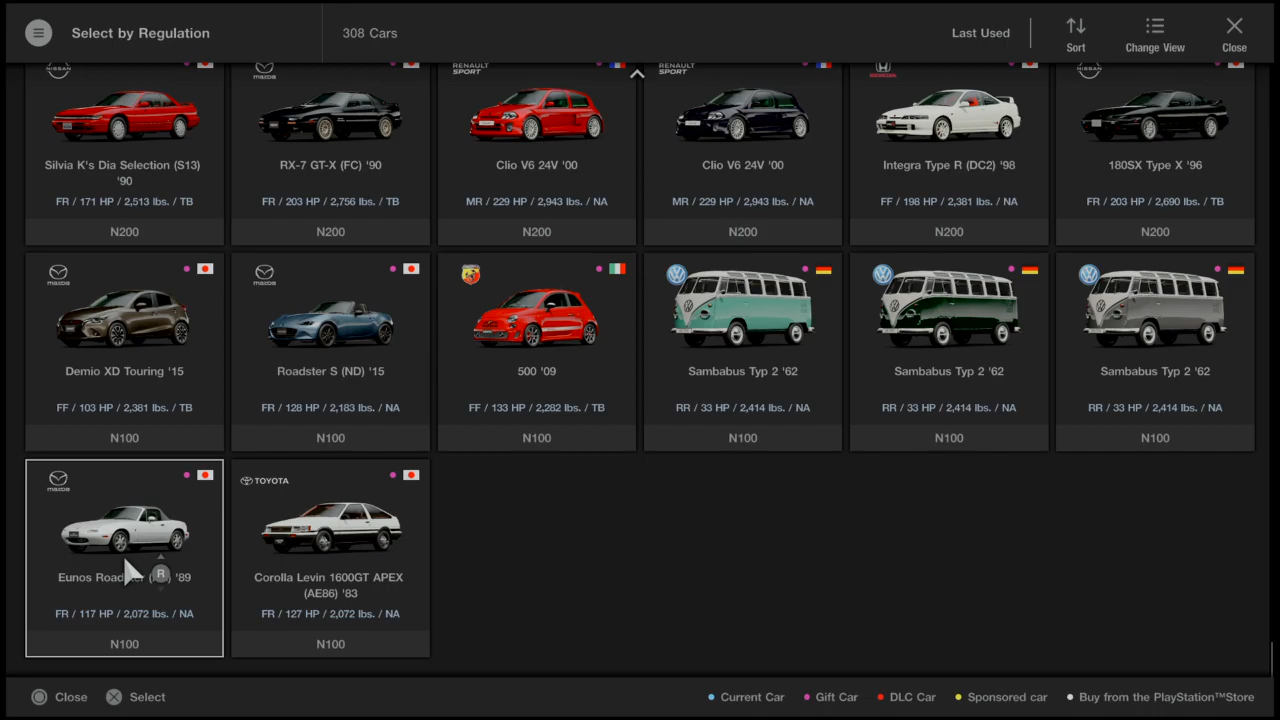 Select by Regulation
308 Cars
Last Used
Sort
Change View
Close
NISSAN
mazda
RENAULT
SPORT
RENAULT
SPORT
HONDA
NISSAN
Silvia K's Dia Selection (S13)
'90
RX-7 GT-X (FC) '90
Clio V6 24V '00
Clio V6 24V '00
Integra Type R (DC2) '98
180SX Type X '96
FR / 171 HP / 2,513 lbs. / TB
FR / 203 HP / 2,756 lbs. / TB
MR / 229 HP / 2,943 lbs. / NA
MR / 229 HP / 2,943 lbs. / NA
FF / 198 HP / 2,381 lbs. / NA
FR / 203 HP / 2,690 lbs. / TB
N200
N200
N200
N200
N200
N200
mazda
mazda
Demio XD Touring '15
Roadster S (ND) '15
500 '09
Sambabus Typ 2 '62
Sambabus Typ 2 '62
Sambabus Typ 2 '62
FF / 103 HP / 2,381 lbs. / TB
FR / 128 HP / 2,183 lbs. / NA
FF / 133 HP / 2,282 lbs. / TB
RR / 33 HP / 2,414 lbs. / NA
RR / 33 HP / 2,414 lbs. / NA
RR / 33 HP / 2,414 lbs. / NA
N100
N100
N100
N100
N100
N100
mazda
TOYOTA
R
Eunos '89
Corolla Levin 1600GT APEX
(AE86) '83
FR / 117 HP / 2,072 lbs. / NA
FR / 127 HP / 2,072 lbs. / NA
N100
N100
Close
Select
Current Car
Gift Car
DLC Car
Sponsored car
Buy from the PlayStation™Store